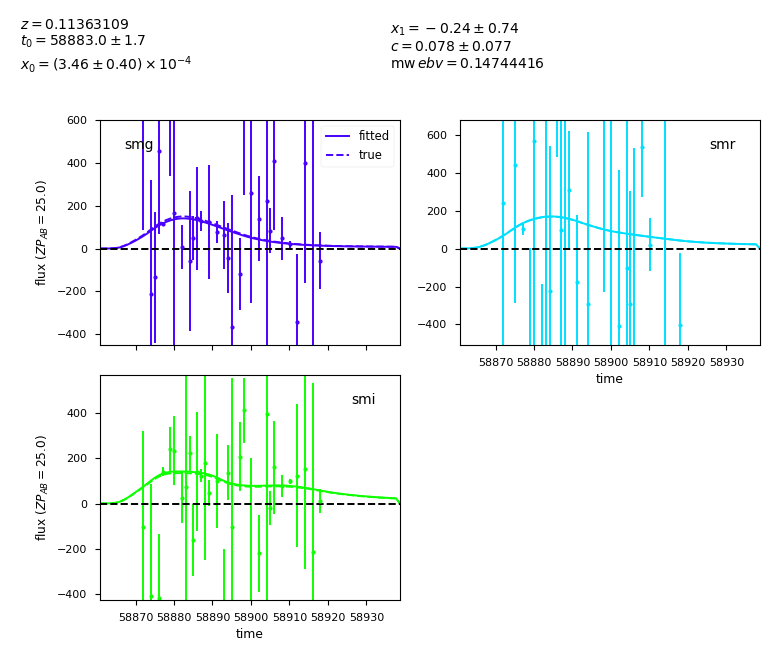 z = 0.11363109
t₀ = 58883.0 ± 1.7
x₀ = (3.46 ± 0.40) × 10⁻⁴
x₁ = −0.24 ± 0.74
c = 0.078 ± 0.077
mw ebv = 0.14744416
smg
fitted
true
600
400
200
0
−200
−400
flux (ZP_AB = 25.0)
smr
600
400
200
0
−200
−400
58870 58880 58890 58900 58910 58920 58930
time
smi
400
200
0
−200
−400
flux (ZP_AB = 25.0)
58870 58880 58890 58900 58910 58920 58930
time